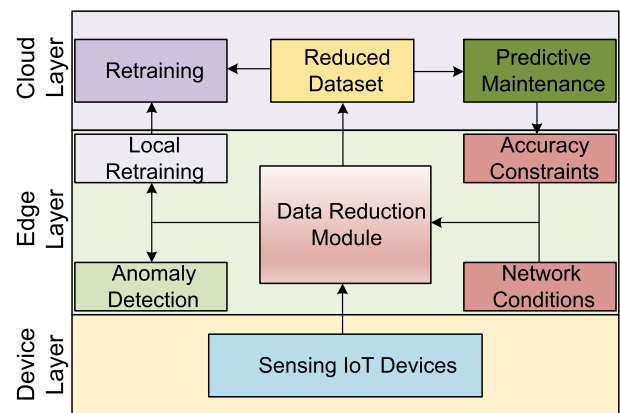 Cloud
Layer
Retraining
Reduced
Dataset
Predictive
Maintenance
Edge
Layer
Local
Retraining
Accuracy
Constraints
Data Reduction
Module
Anomaly
Detection
Network
Conditions
Device
Layer
Sensing IoT Devices